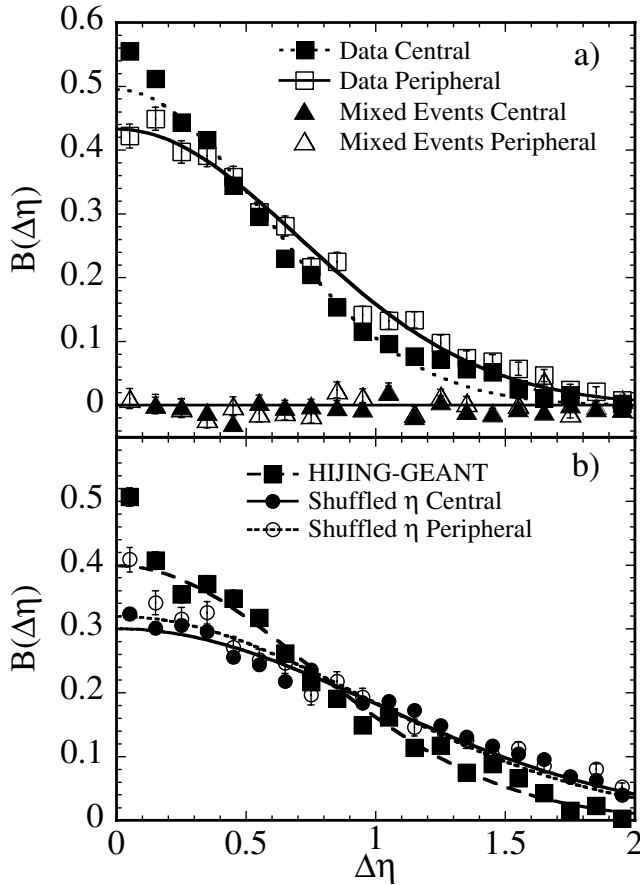 0.6
0.5
0.4
0.3
0.2
0.1
0
B(Δη)
a)
Data Central
Data Peripheral
Mixed Events Central
Mixed Events Peripheral
0.5
0.4
0.3
0.2
0.1
0
B(Δη)
b)
HIJING-GEANT
Shuffled η Central
Shuffled η Peripheral
0 0.5 1 1.5 2
Δη